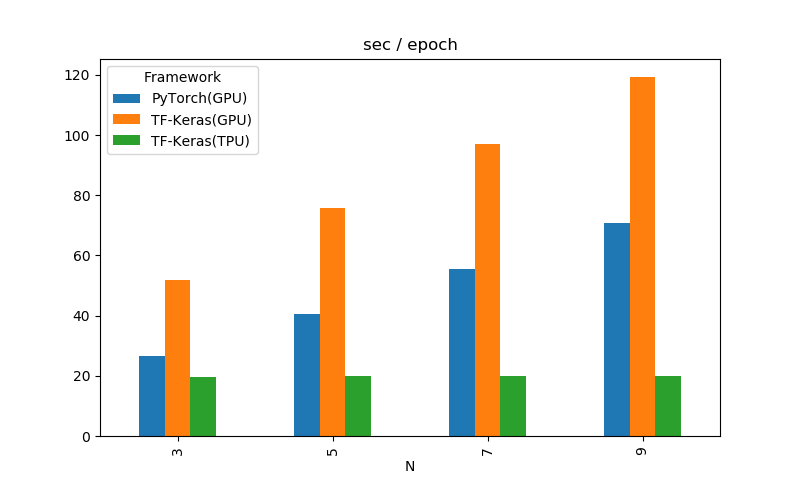 sec / epoch
Framework
PyTorch(GPU)
TF-Keras(GPU)
TF-Keras(TPU)
120
100
80
60
40
20
0
3
5
7
9
N